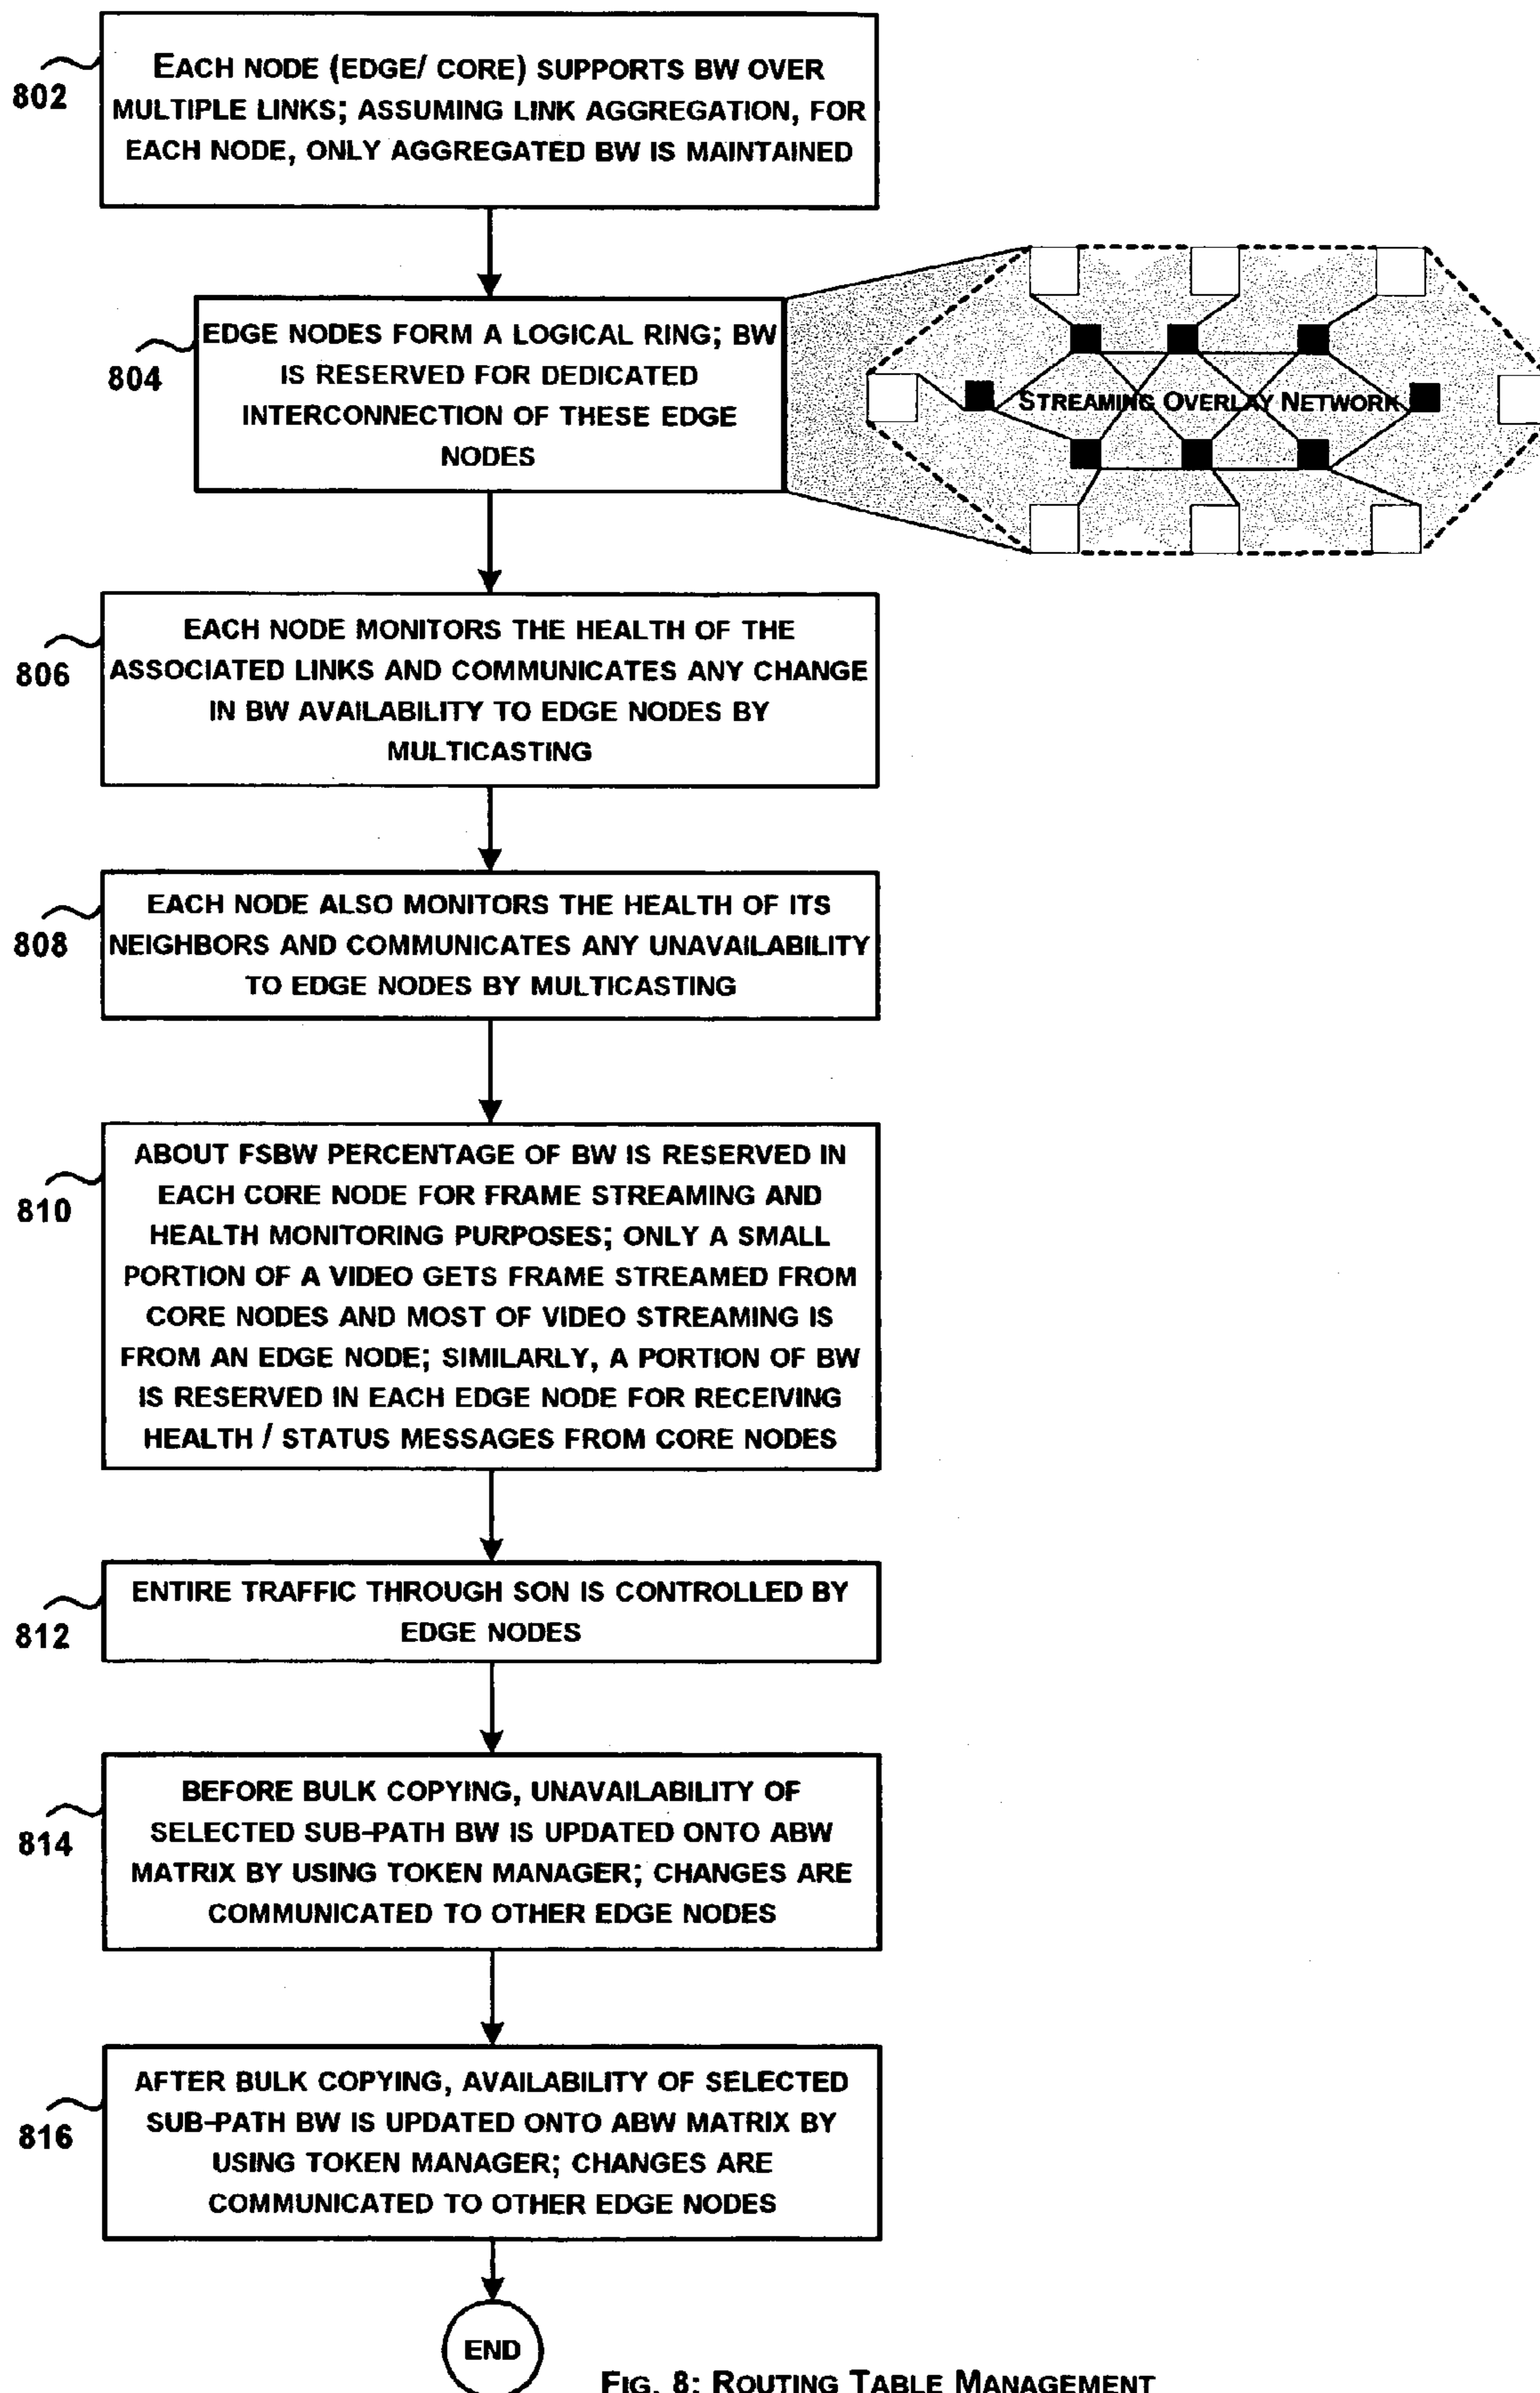 802
EACH NODE (EDGE/ CORE) SUPPORTS BW OVER
MULTIPLE LINKS; ASSUMING LINK AGGREGATION, FOR
EACH NODE, ONLY AGGREGATED BW IS MAINTAINED
804
EDGE NODES FORM A LOGICAL RING; BW
IS RESERVED FOR DEDICATED
INTERCONNECTION OF THESE EDGE
NODES
STREAMING OVERLAY NETWORK
806
EACH NODE MONITORS THE HEALTH OF THE
ASSOCIATED LINKS AND COMMUNICATES ANY CHANGE
IN BW AVAILABILITY TO EDGE NODES BY
MULTICASTING
808
EACH NODE ALSO MONITORS THE HEALTH OF ITS
NEIGHBORS AND COMMUNICATES ANY UNAVAILABILITY
TO EDGE NODES BY MULTICASTING
810
ABOUT FSBW PERCENTAGE OF BW IS RESERVED IN
EACH CORE NODE FOR FRAME STREAMING AND
HEALTH MONITORING PURPOSES; ONLY A SMALL
PORTION OF A VIDEO GETS FRAME STREAMED FROM
CORE NODES AND MOST OF VIDEO STREAMING IS
FROM AN EDGE NODE; SIMILARLY, A PORTION OF BW
IS RESERVED IN EACH EDGE NODE FOR RECEIVING
HEALTH / STATUS MESSAGES FROM CORE NODES
812
ENTIRE TRAFFIC THROUGH SON IS CONTROLLED BY
EDGE NODES
814
BEFORE BULK COPYING, UNAVAILABILITY OF
SELECTED SUB-PATH BW IS UPDATED ONTO ABW
MATRIX BY USING TOKEN MANAGER; CHANGES ARE
COMMUNICATED TO OTHER EDGE NODES
816
AFTER BULK COPYING, AVAILABILITY OF SELECTED
SUB-PATH BW IS UPDATED ONTO ABW MATRIX BY
USING TOKEN MANAGER; CHANGES ARE
COMMUNICATED TO OTHER EDGE NODES
END
FIG. 8: ROUTING TABLE MANAGEMENT